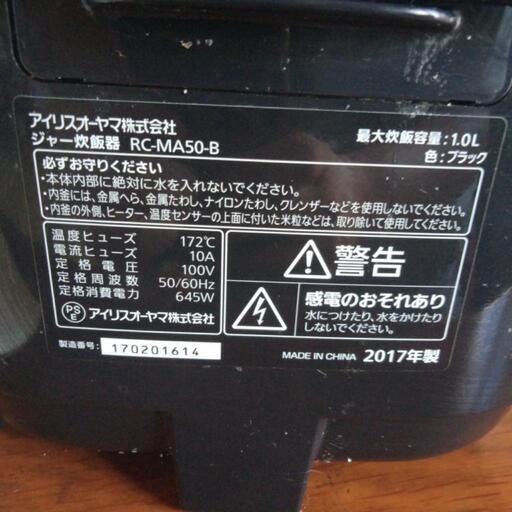 アイリスオーヤマ株式会社
ジャー炊飯器 RC-MA50-B
最大炊飯容量:1.0L
色:ブラック
必ずお守りください
・本体内部に絶対に水を入れないでください。
・内釜には、金属へら、金属たわし、ナイロンたわし、クレンザーなどを使用しないでください。
・内釜の外側、ヒーター、温度センサーの上面に付いた米粒などは、取り除いて使用してください。
温度ヒューズ 172℃
電流ヒューズ 10A
定格電圧 100V
定格周波数 50/60Hz
定格消費電力 645W
PSE アイリスオーヤマ株式会社
警告
感電のおそれあり
水につけたり、水をかけたり
しないでください。
製造番号: 170201614
MADE IN CHINA 2017年製